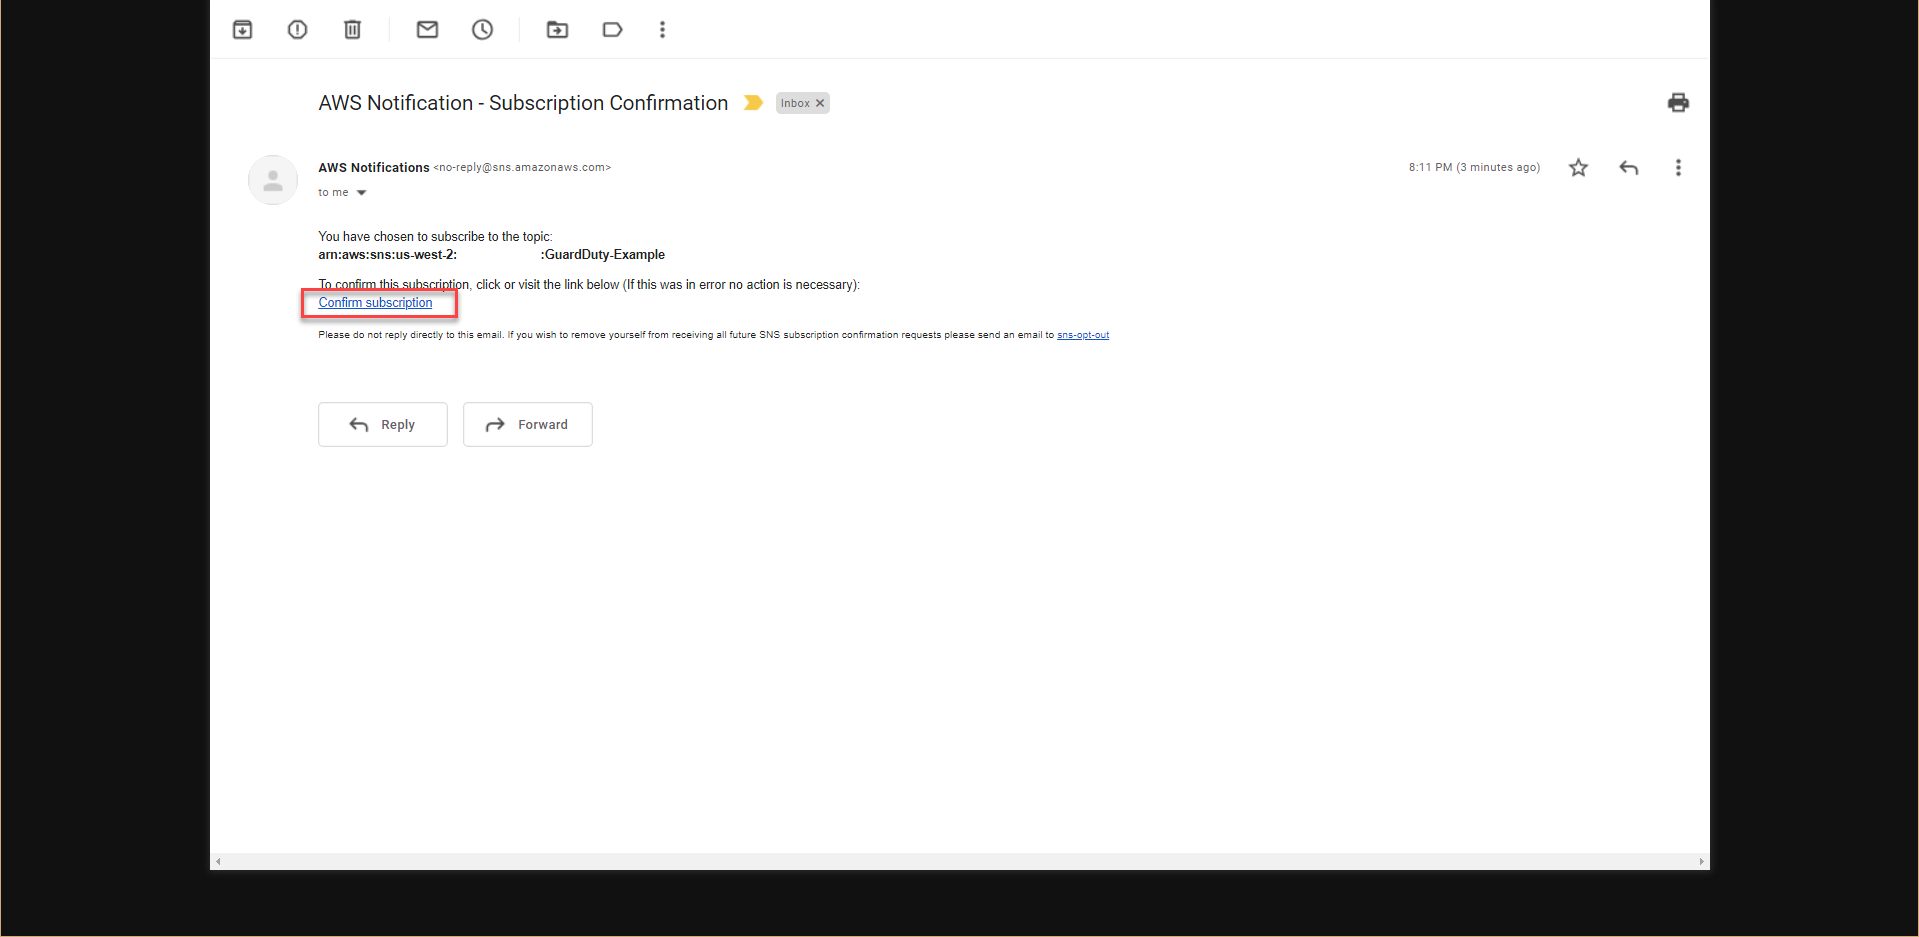 AWS Notification - Subscription Confirmation Inbox
AWS Notifications <no-reply@sns.amazonaws.com> 8:11 PM (3 minutes ago)
to me
You have chosen to subscribe to the topic:
arn:aws:sns:us-west-2: :GuardDuty-Example
To confirm this subscription, click or visit the link below (If this was in error no action is necessary):
Confirm subscription
Please do not reply directly to this email. If you wish to remove yourself from receiving all future SNS subscription confirmation requests please send an email to sns-opt-out
Reply Forward